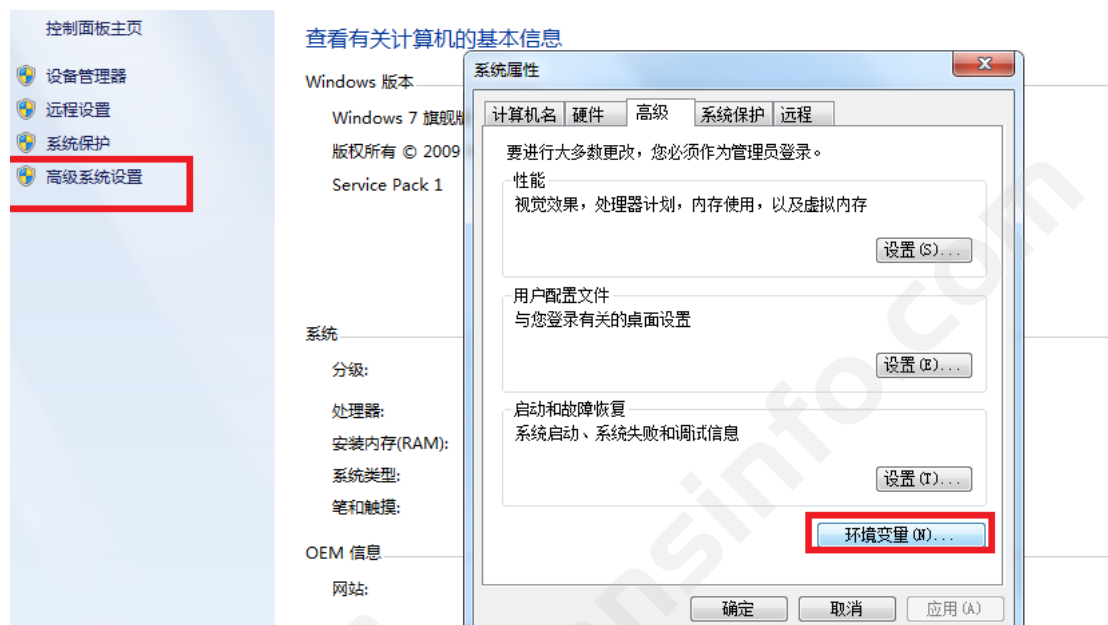 控制面板主页
设备管理器
远程设置
系统保护
高级系统设置
查看有关计算机的基本信息
Windows 版本
Windows 7 旗舰
版权所有 © 2009
Service Pack 1
系统
分级:
处理器:
安装内存(RAM):
系统类型:
笔和触摸:
OEM 信息
网站:
系统属性
计算机名 硬件 高级 系统保护 远程
要进行大多数更改，您必须作为管理员登录。
性能
视觉效果，处理器计划，内存使用，以及虚拟内存
设置(S)...
用户配置文件
与您登录有关的桌面设置
设置(E)...
启动和故障恢复
系统启动、系统失败和调试信息
设置(T)...
环境变量(N)...
确定 取消 应用(A)